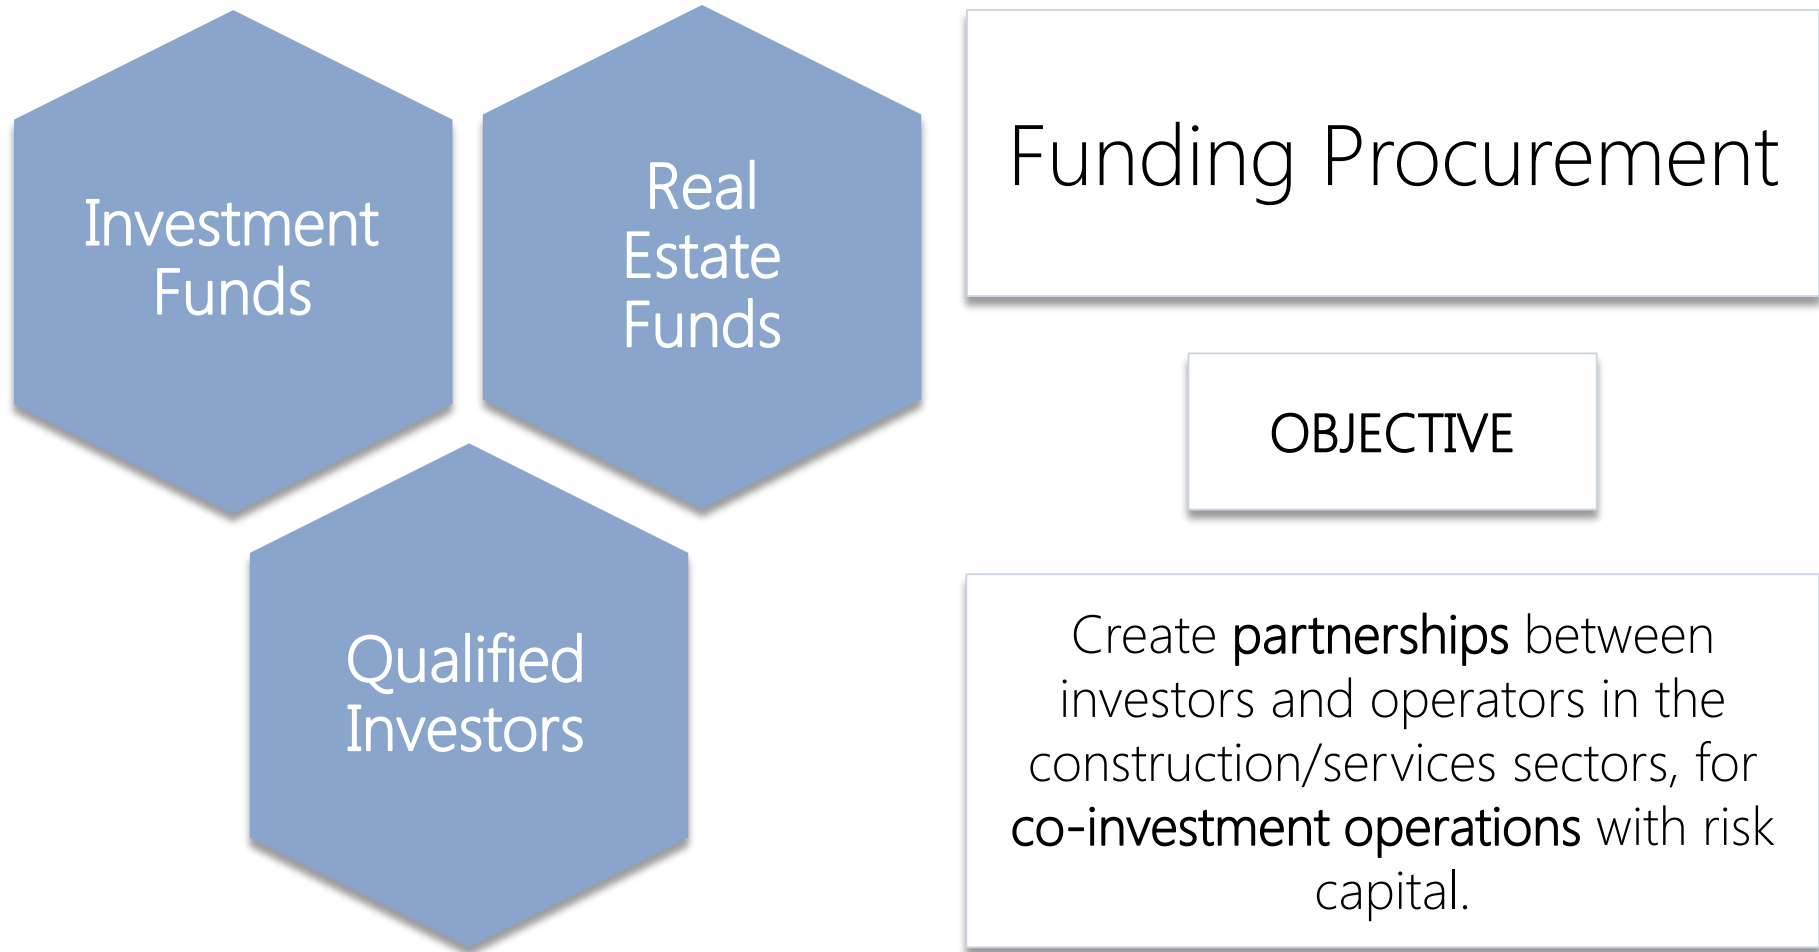 Investment
Funds
Real
Estate
Funds
Qualified
Investors
Funding Procurement
OBJECTIVE
Create partnerships between
investors and operators in the
construction/services sectors, for
co-investment operations with risk
capital.